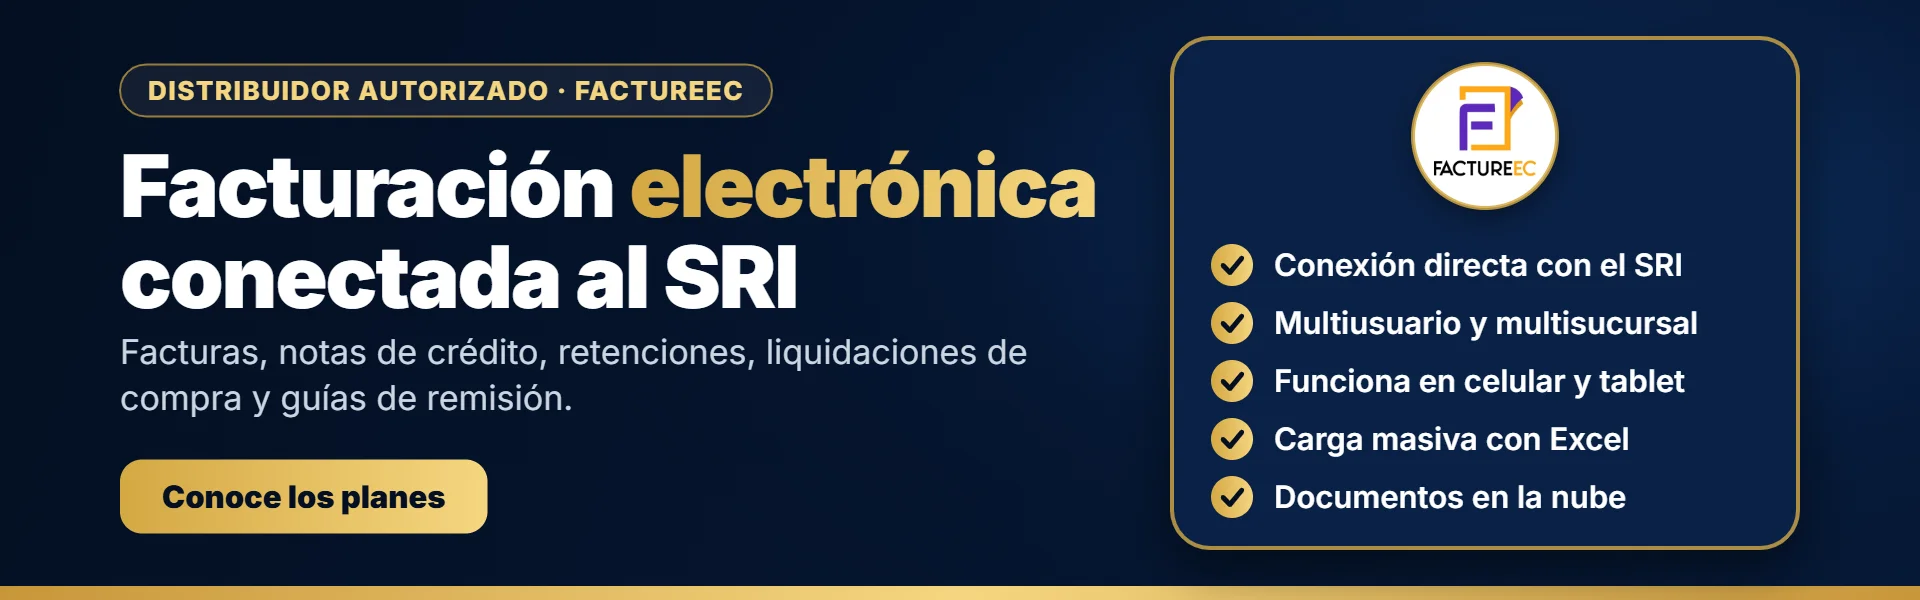 DISTRIBUIDOR AUTORIZADO · FACTUREEC
Facturación electrónica
conectada al SRI
Facturas, notas de crédito, retenciones, liquidaciones de
compra y guías de remisión.
Conoce los planes
FACTUREEC
Conexión directa con el SRI
Multiusuario y multisucursal
Funciona en celular y tablet
Carga masiva con Excel
Documentos en la nube